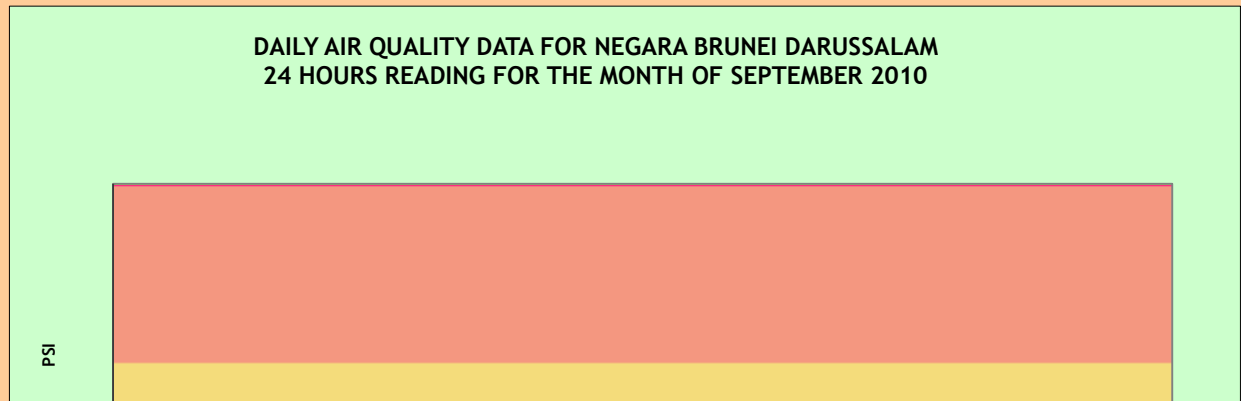 DAILY AIR QUALITY DATA FOR NEGARA BRUNEI DARUSSALAM
24 HOURS READING FOR THE MONTH OF SEPTEMBER 2010
PSI